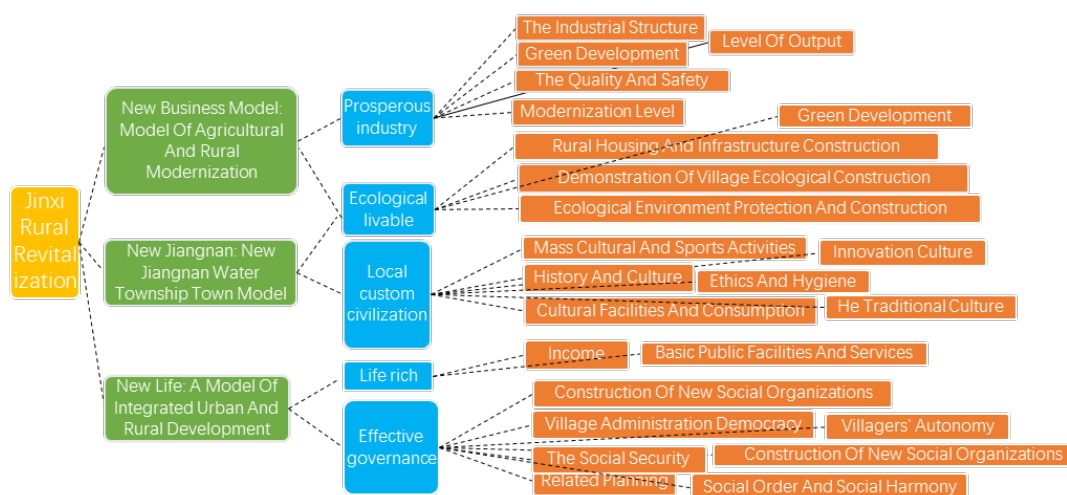 Jinxi
Rural
Revital
ization
New Business Model:
Model Of Agricultural
And Rural
Modernization
New Jiangnan: New
Jiangnan Water
Township Town Model
New Life: A Model Of
Integrated Urban And
Rural Development
Prosperous
industry
Ecological
livable
Local
custom
civilization
Life rich
Effective
governance
The Industrial Structure
Level Of Output
Green Development
The Quality And Safety
Modernization Level
Green Development
Rural Housing And Infrastructure Construction
Demonstration Of Village Ecological Construction
Ecological Environment Protection And Construction
Mass Cultural And Sports Activities
Innovation Culture
History And Culture
Ethics And Hygiene
Cultural Facilities And Consumption
He Traditional Culture
Income
Basic Public Facilities And Services
Construction Of New Social Organizations
Village Administration Democracy
Villagers' Autonomy
The Social Security
Construction Of New Social Organizations
Related Planning
Social Order And Social Harmony